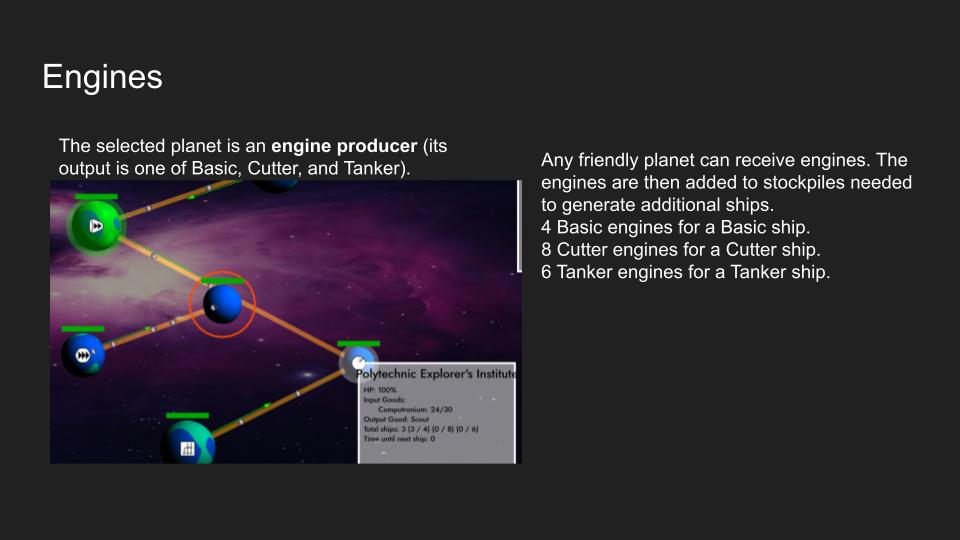 Engines
The selected planet is an engine producer (its
output is one of Basic, Cutter, and Tanker).
Any friendly planet can receive engines. The
engines are then added to stockpiles needed
to generate additional ships.
4 Basic engines for a Basic ship.
8 Cutter engines for a Cutter ship.
6 Tanker engines for a Tanker ship.
Polytechnic Explorer's Institute
HP: 100%
Input Goods:
Computronium: 24/30
Output Good: Scout
Total ships: 3 (3 / 4) (0 / 8) (0 / 6)
Time until next ship: 0